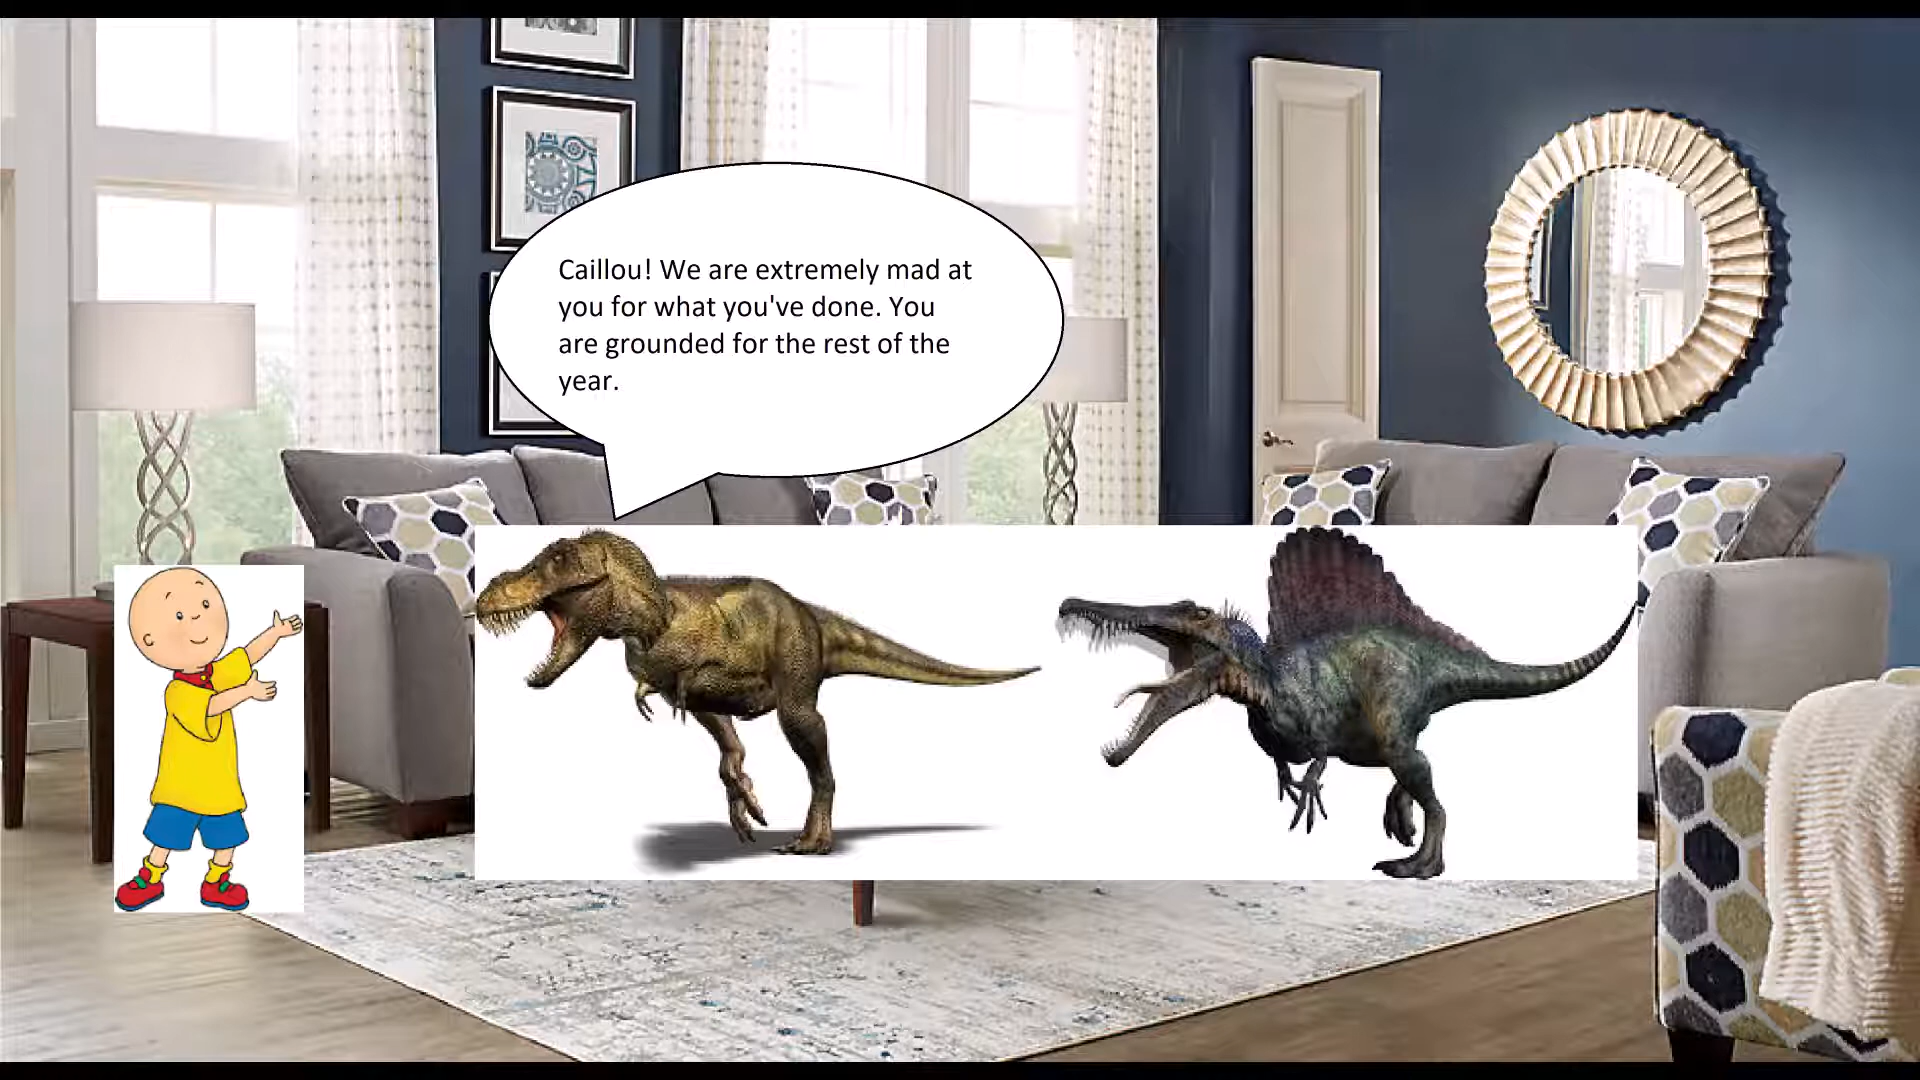 Caillou! We are extremely mad at
you for what you've done. You
are grounded for the rest of the
year.